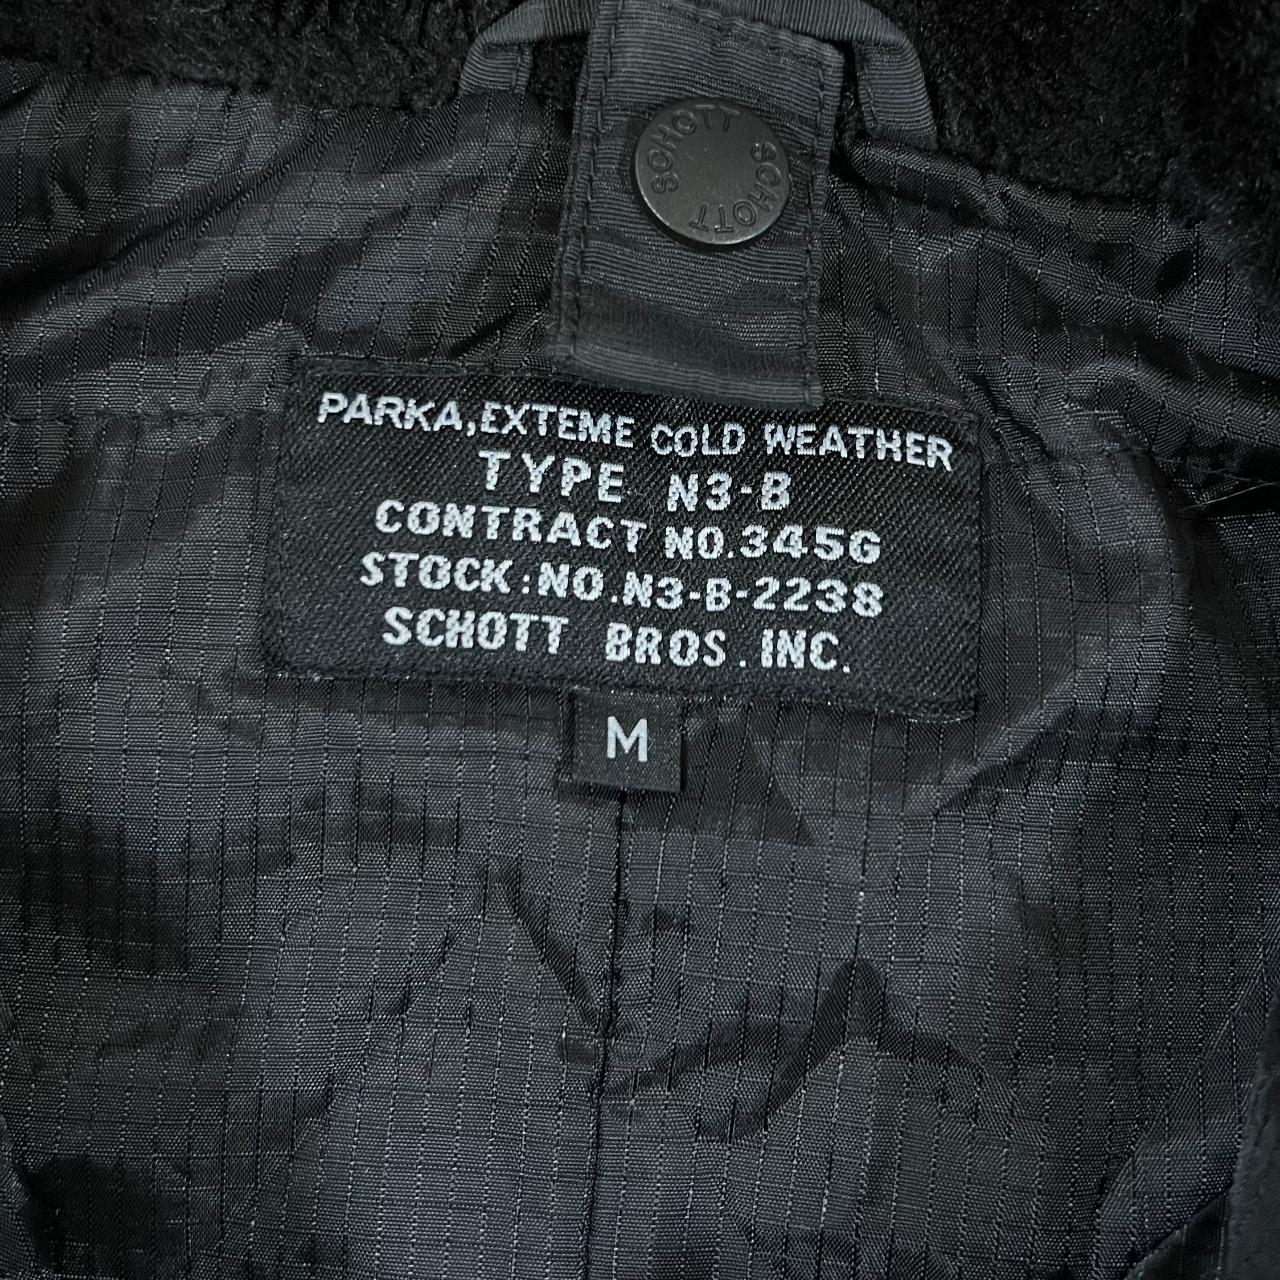 SCHOTT SCHOTT
PARKA,EXTEME COLD WEATHER
TYPE N3-B
CONTRACT NO.345G
STOCK:NO.N3-B-2238
SCHOTT BROS.INC.
M